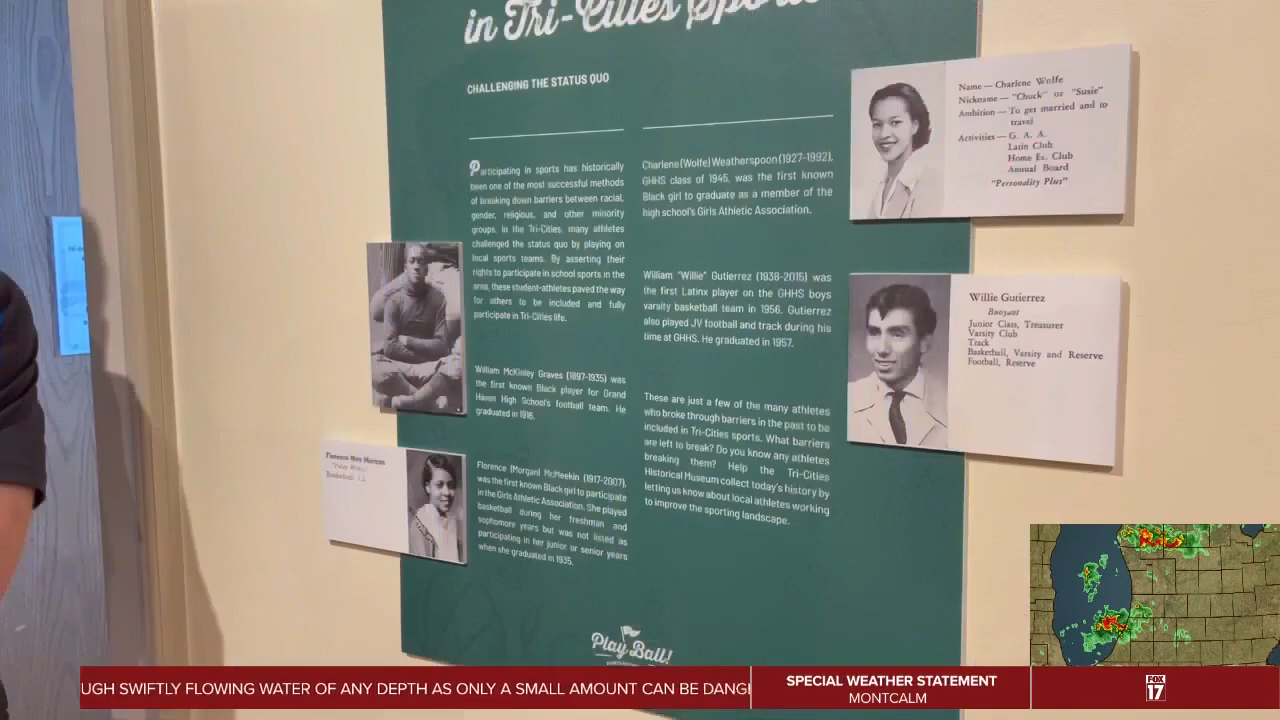 in Tri-Cities Sports
CHALLENGING THE STATUS QUO
Participating in sports has historically
been one of the most successful methods
of breaking down barriers between racial,
gender, religious, and other minority
groups. In the Tri-Cities, many athletes
challenged the status quo by playing on
local sports teams. By asserting their
rights to participate in school sports in the
area, these student-athletes paved the way
for others to be included and fully
participate in Tri-Cities life.
William McKinley Graves (1897-1935) was
the first known Black player for Grand
Haven High School's football team. He
graduated in 1916.
Florence (Morgan) McMeekin (1917-2007),
was the first known Black girl to participate
in the Girls Athletic Association. She played
basketball during her freshman and
sophomore years but was not listed as
participating in her junior or senior years
when she graduated in 1935.
Charlene (Wolfe) Weatherspoon (1927-1992),
GHHS class of 1945, was the first known
Black girl to graduate as a member of the
high school's Girls Athletic Association.
William "Willie" Gutierrez (1938-2015) was
the first Latinx player on the GHHS boys
varsity basketball team in 1956. Gutierrez
also played JV football and track during his
time at GHHS. He graduated in 1957.
These are just a few of the many athletes
who broke through barriers in the past to be
included in Tri-Cities sports. What barriers
are left to break? Do you know any athletes
breaking them? Help the Tri-Cities
Historical Museum collect today's history by
letting us know about local athletes working
to improve the sporting landscape.
Play Ball!
Name — Charlene Wolfe
Nickname — "Chuck" or "Susie"
Ambition — To get married and to
travel
Activities — G. A. A.
Latin Club
Home Ec. Club
Annual Board
"Personality Plus"
Willie Gutierrez
Buoyant
Junior Class, Treasurer
Varsity Club
Track
Basketball, Varsity and Reserve
Football, Reserve
Florence
Basketball
UGH SWIFTLY FLOWING WATER OF ANY DEPTH AS ONLY A SMALL AMOUNT CAN BE DANG
SPECIAL WEATHER STATEMENT
MONTCALM
FOX
17